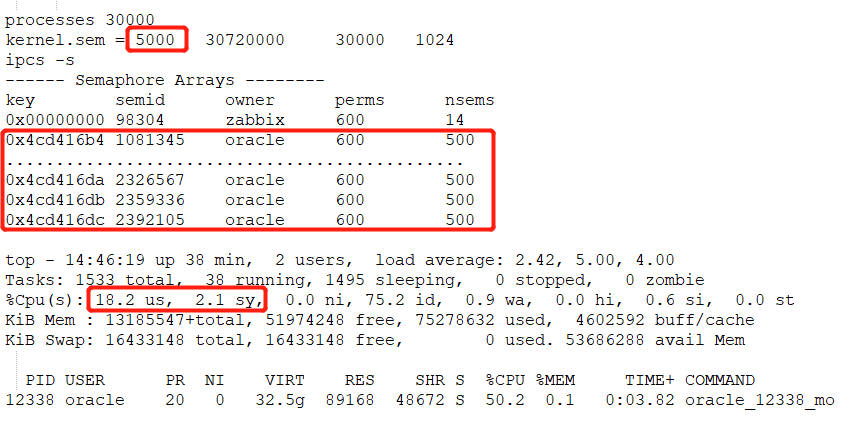 processes 30000
kernel.sem = 5000   30720000     30000   1024
ipcs -s
------ Semaphore Arrays --------
key        semid      owner      perms      nsems
0x00000000 98304      zabbix     600        14
0x4cd416b4 1081345    oracle     600        500
..............................................
0x4cd416da 2326567    oracle     600        500
0x4cd416db 2359336    oracle     600        500
0x4cd416dc 2392105    oracle     600        500
top - 14:46:19 up 38 min,  2 users,  load average: 2.42, 5.00, 4.00
Tasks: 1533 total,  38 running, 1495 sleeping,   0 stopped,   0 zombie
%Cpu(s): 18.2 us,  2.1 sy,  0.0 ni, 75.2 id,  0.9 wa,  0.0 hi,  0.6 si,  0.0 st
KiB Mem : 13185547+total, 51974248 free, 75278632 used,  4602592 buff/cache
KiB Swap: 16433148 total, 16433148 free,        0 used. 53686288 avail Mem
  PID USER      PR  NI    VIRT    RES    SHR S  %CPU %MEM     TIME+ COMMAND
12338 oracle    20   0   32.5g  89168  48672 S  50.2  0.1   0:03.82 oracle_12338_mo